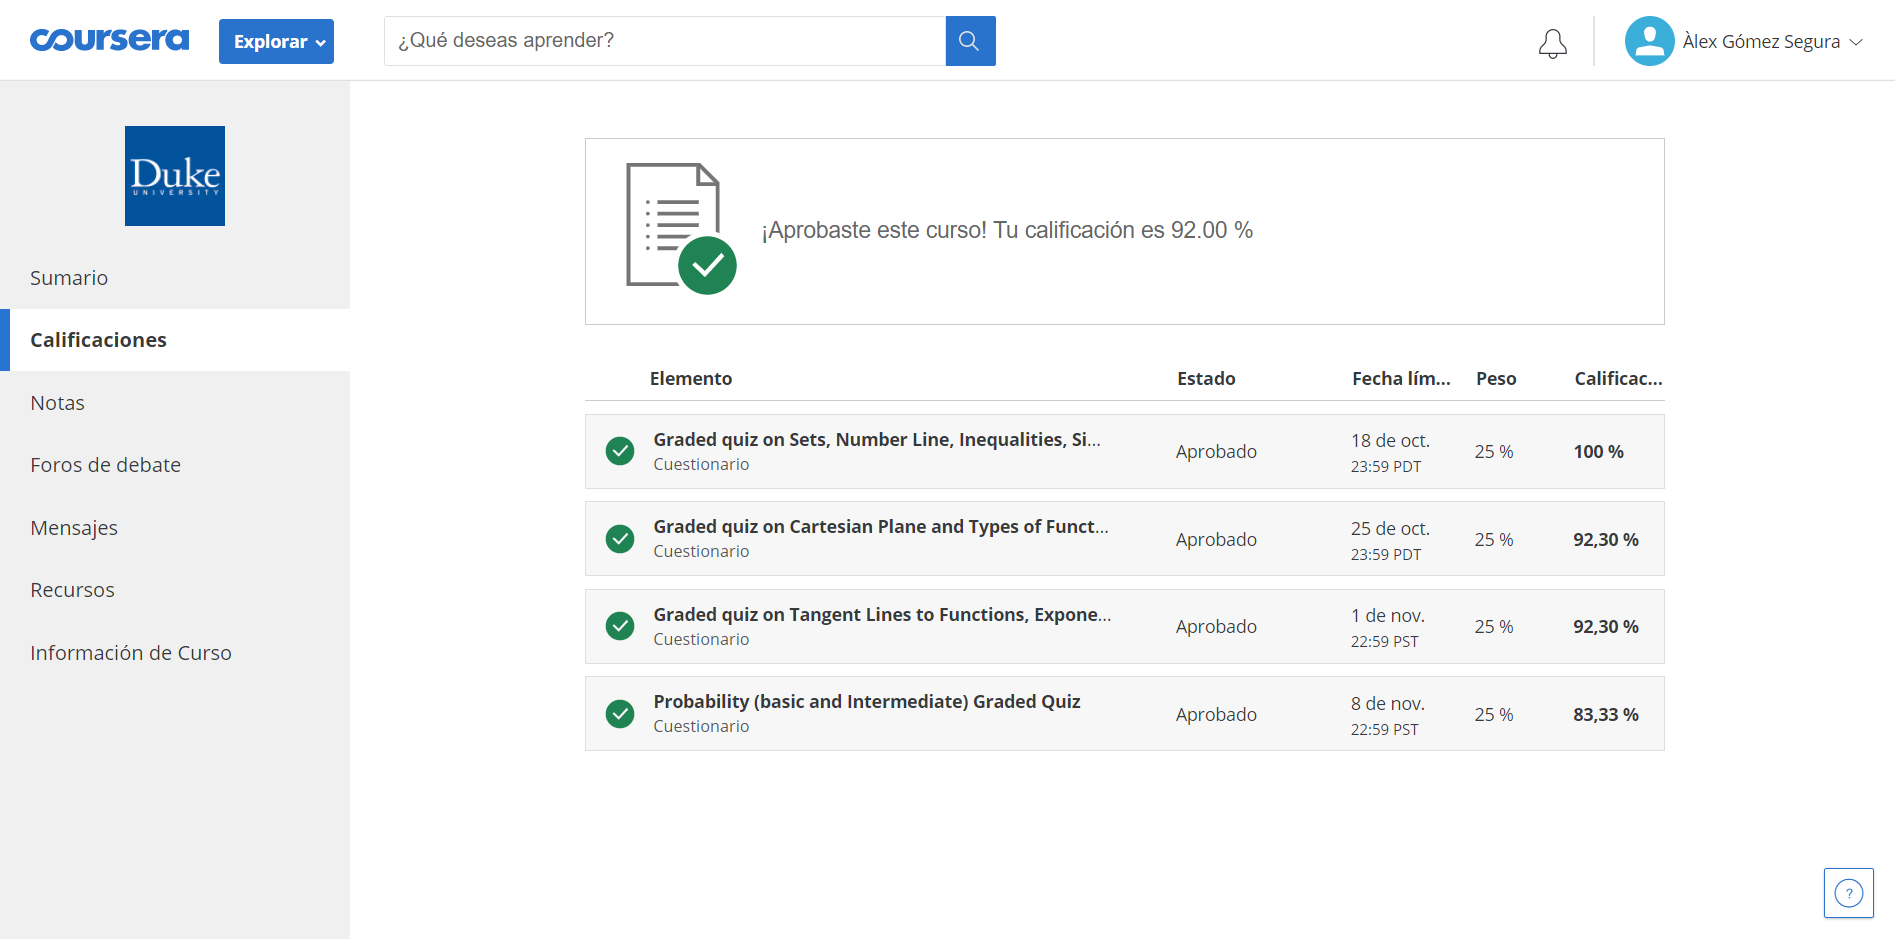 coursera
Explorar
¿Qué deseas aprender?
Àlex Gómez Segura
Duke
UNIVERSITY
Sumario
Calificaciones
Notas
Foros de debate
Mensajes
Recursos
Información de Curso
¡Aprobaste este curso! Tu calificación es 92.00 %
Elemento Estado Fecha lím... Peso Calificac...
Graded quiz on Sets, Number Line, Inequalities, Si...
Cuestionario
Aprobado
18 de oct.
23:59 PDT
25 %
100 %
Graded quiz on Cartesian Plane and Types of Funct...
Cuestionario
Aprobado
25 de oct.
23:59 PDT
25 %
92,30 %
Graded quiz on Tangent Lines to Functions, Expone...
Cuestionario
Aprobado
1 de nov.
22:59 PST
25 %
92,30 %
Probability (basic and Intermediate) Graded Quiz
Cuestionario
Aprobado
8 de nov.
22:59 PST
25 %
83,33 %
?